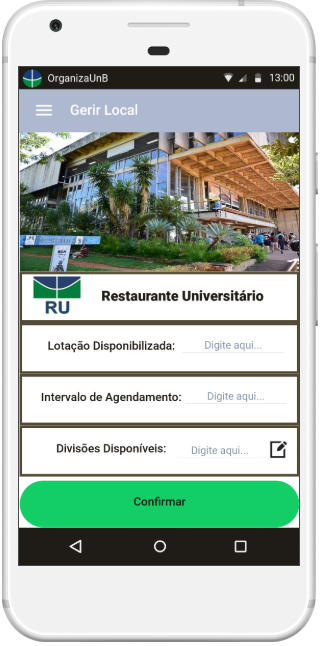 OrganizaUnB 13:00
Gerir Local
RU
Restaurante Universitário
Lotação Disponibilizada: Digite aqui...
Intervalo de Agendamento: Digite aqui...
Divisões Disponíveis: Digite aqui...
Confirmar